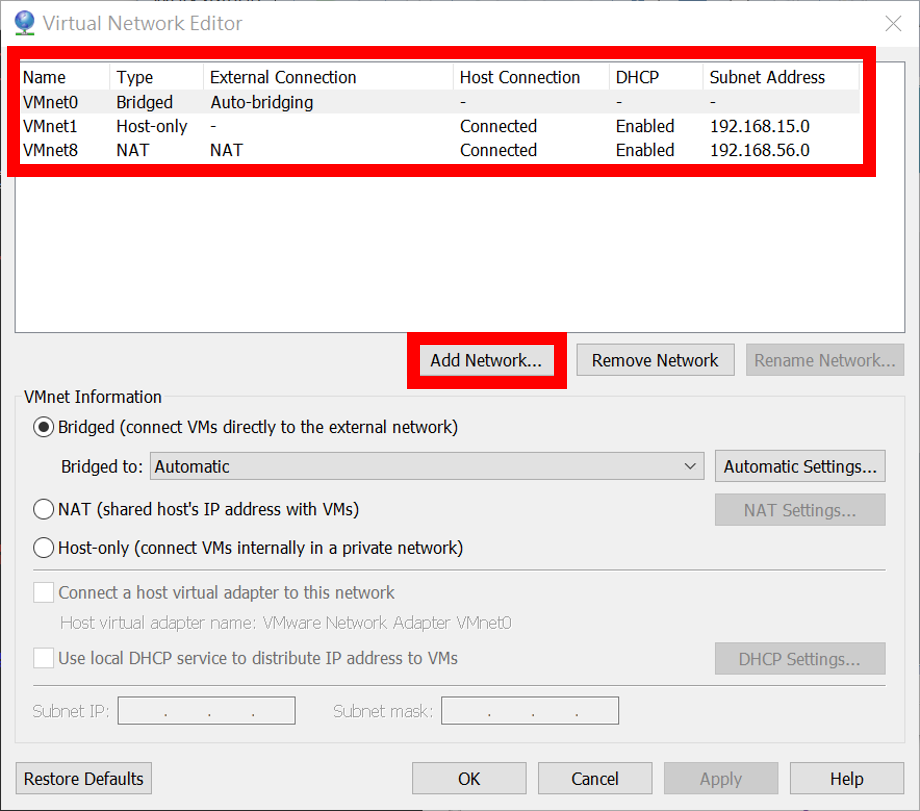 Virtual Network Editor
Name Type External Connection Host Connection DHCP Subnet Address
VMnet0 Bridged Auto-bridging - - -
VMnet1 Host-only - Connected Enabled 192.168.15.0
VMnet8 NAT NAT Connected Enabled 192.168.56.0
Add Network... Remove Network Rename Network...
VMnet Information
Bridged (connect VMs directly to the external network)
Bridged to: Automatic Automatic Settings...
NAT (shared host's IP address with VMs) NAT Settings...
Host-only (connect VMs internally in a private network)
Connect a host virtual adapter to this network
Host virtual adapter name: VMware Network Adapter VMnet0
Use local DHCP service to distribute IP address to VMs DHCP Settings...
Subnet IP: . . . Subnet mask: . . .
Restore Defaults OK Cancel Apply Help